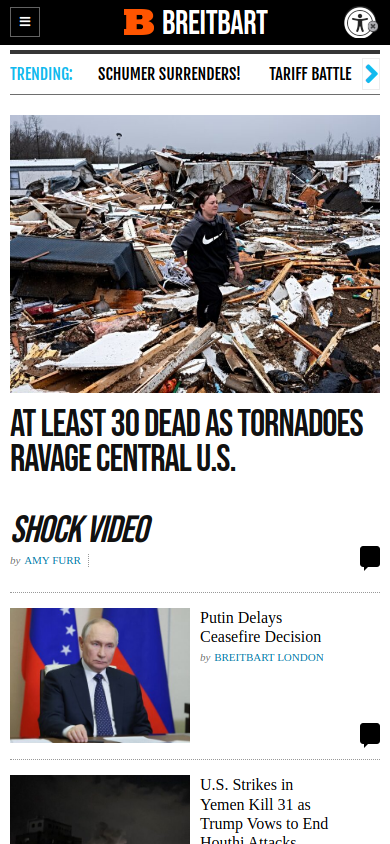 B BREITBART
TRENDING:
SCHUMER SURRENDERS!
TARIFF BATTLE
AT LEAST 30 DEAD AS TORNADOES
RAVAGE CENTRAL U.S.
SHOCK VIDEO
by AMY FURR
Putin Delays
Ceasefire Decision
by BREITBART LONDON
U.S. Strikes in
Yemen Kill 31 as
Trump Vows to End
Houthi Attacks